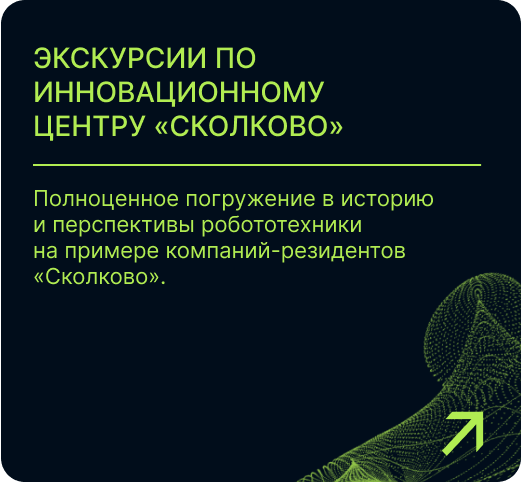 ЭКСКУРСИИ ПО
ИННОВАЦИОННОМУ
ЦЕНТРУ «СКОЛКОВО»
Полноценное погружение в историю
и перспективы робототехники
на примере компаний-резидентов
«Сколково».